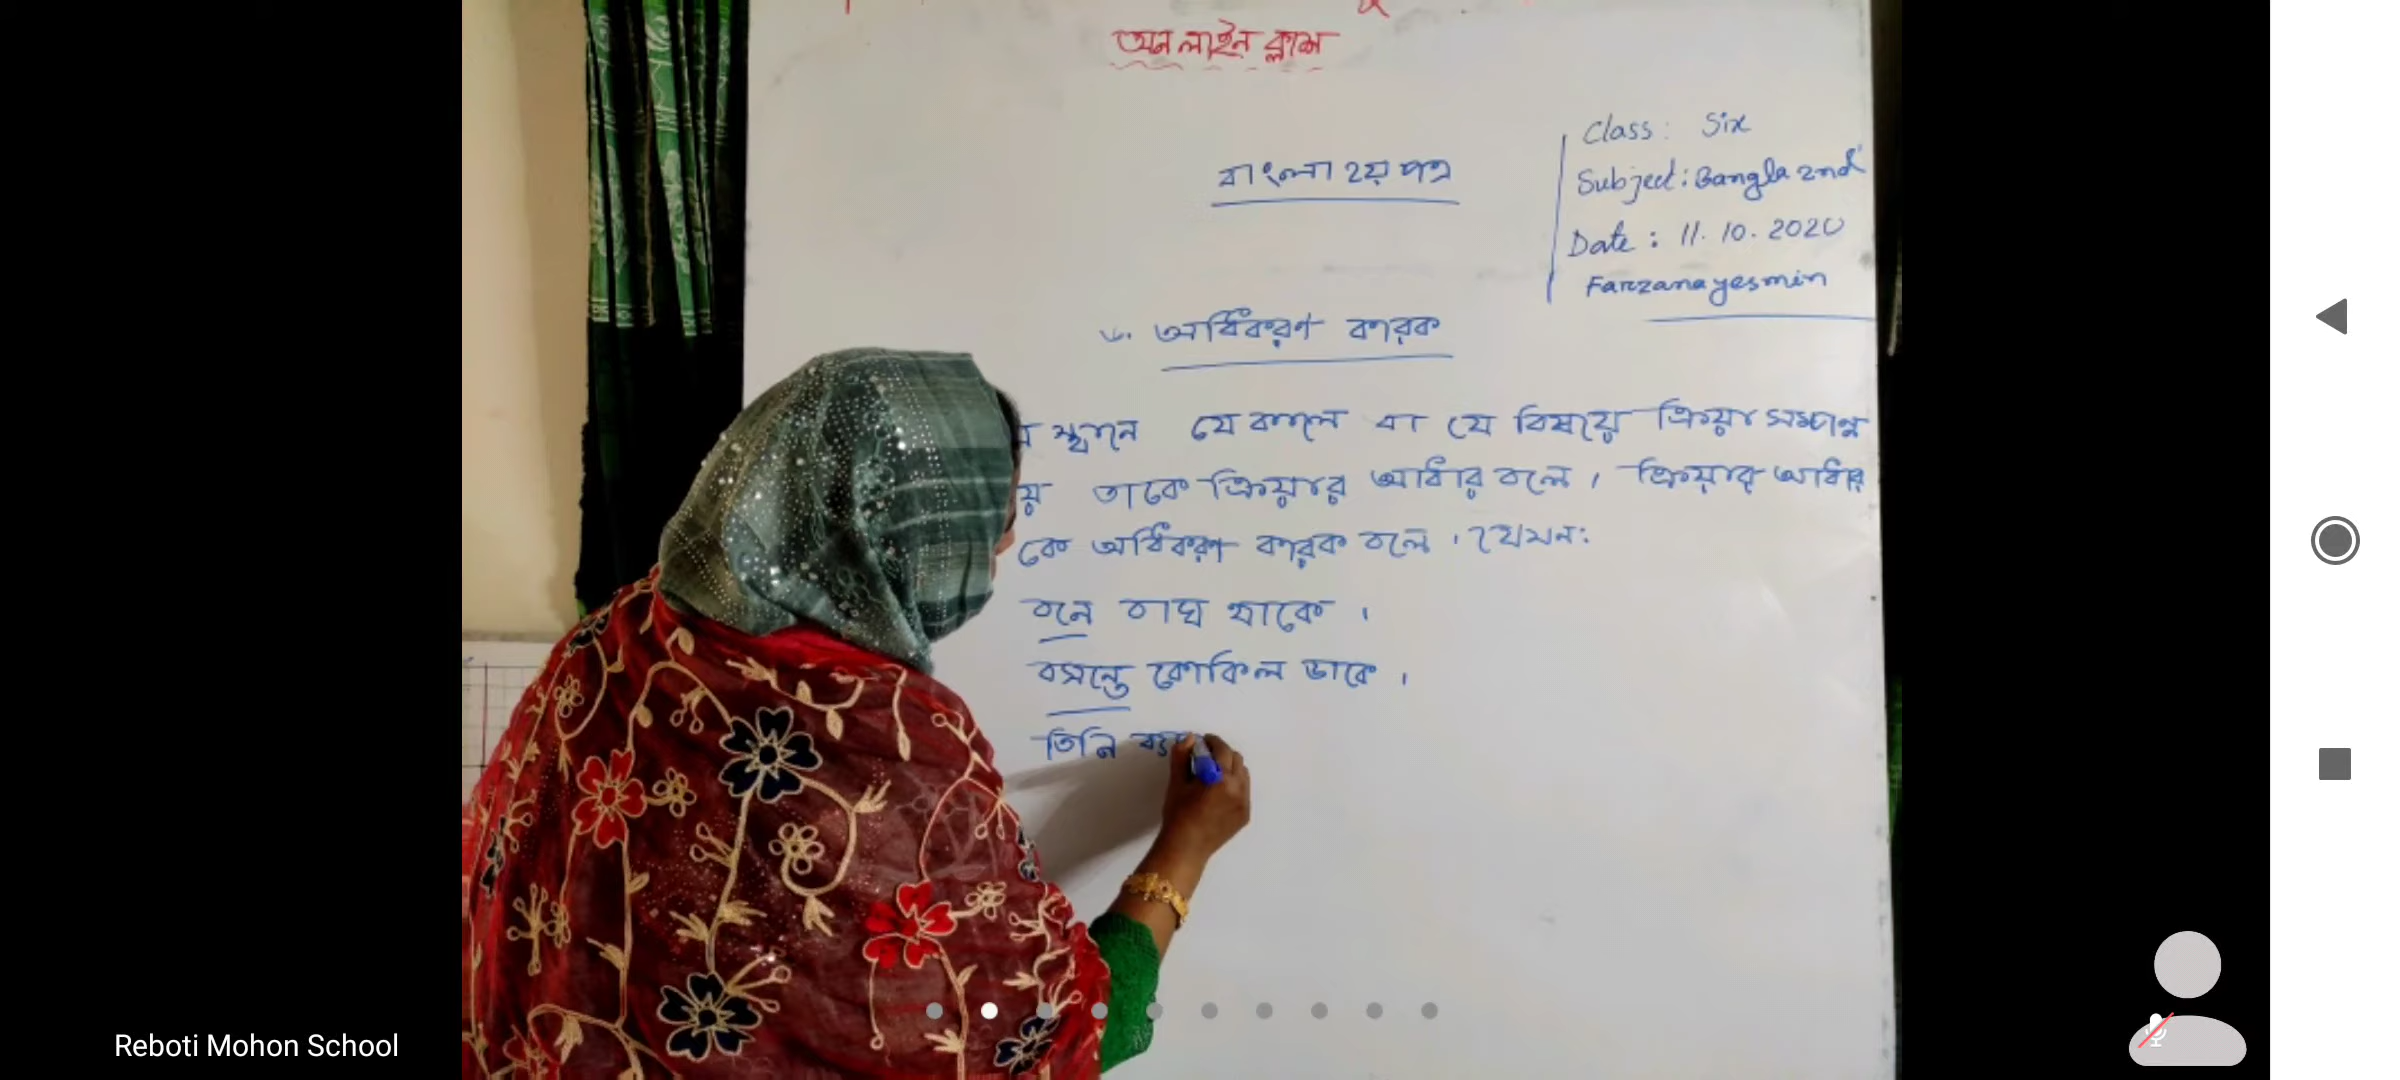 অনলাইন ক্লাশ
বাংলা ২য় পত্র
Class: Six
Subject: Bangla 2nd
Date: 11.10.2020
Farzana yesmin
৬. অধিকরণ কারক
স্থানে যে কালে বা যে বিষয়ে ক্রিয়া সম্পন্ন
য় তাকে ক্রিয়ার আধার বলে। ক্রিয়ার আধার
কে অধিকরণ কারক বলে। যেমন:
বনে বাঘ থাকে।
বসন্তে কোকিল ডাকে।
তিনি
Reboti Mohon School